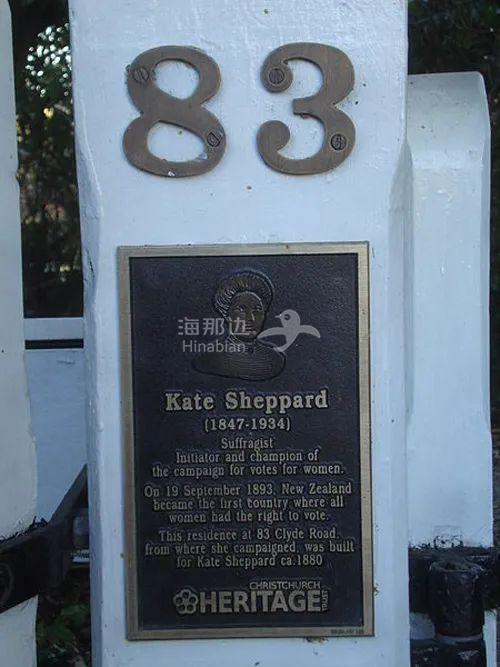 83
海那边
Hinabian
Kate Sheppard
(1847-1934)
Suffragist
Initiator and champion of
the campaign for votes for women.
On 19 September 1893, New Zealand
became the first country where all
women had the right to vote.
This residence at 83 Clyde Road,
from where she campaigned, was built
for Kate Sheppard ca.1880
CHRISTCHURCH
HERITAGE
TRUST